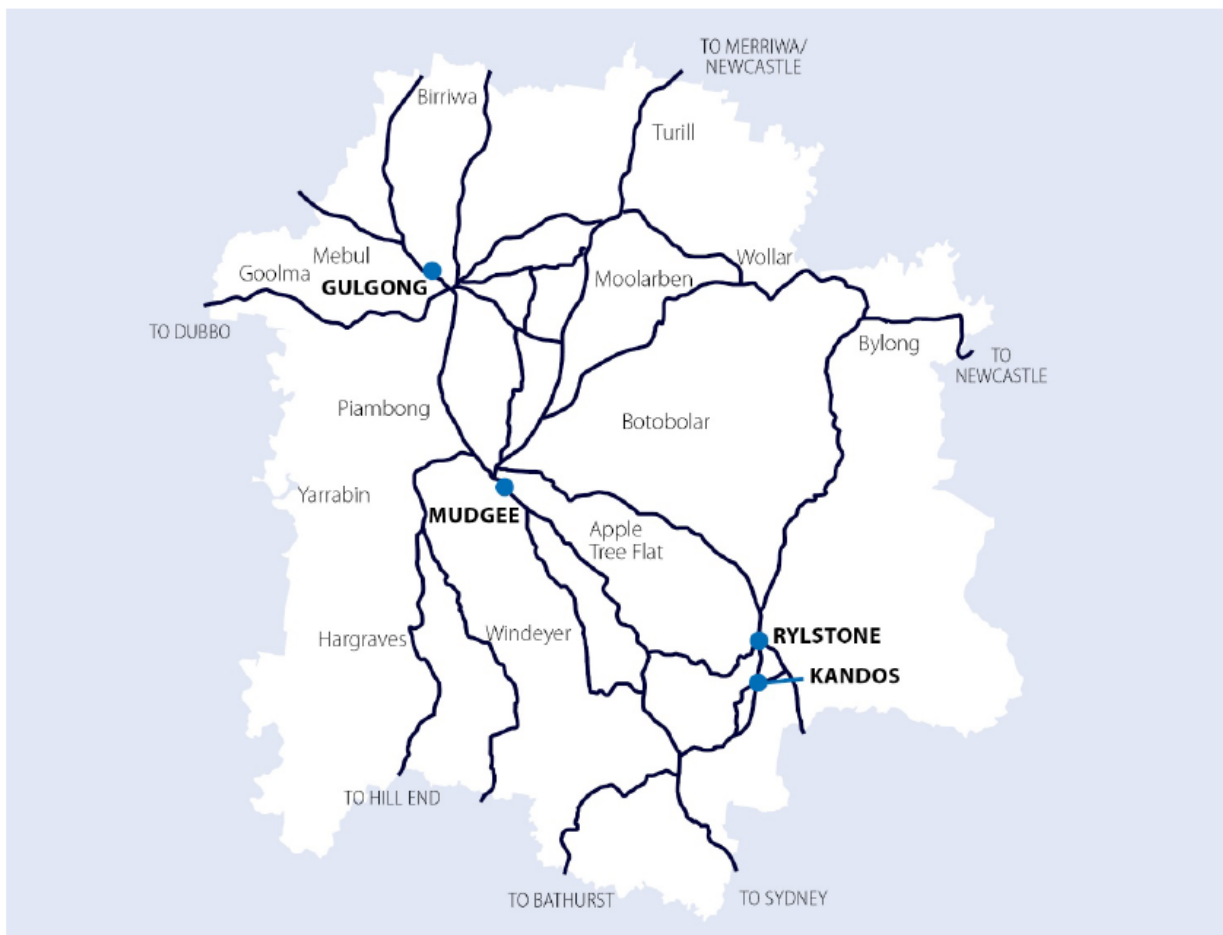 TO MERRIWA/
NEWCASTLE
Birriwa
Turill
Mebul
Wollar
Goolma
Moolarben
GULGONG
TO DUBBO
Bylong
TO
NEWCASTLE
Piambong
Botobolar
Yarrabin
MUDGEE
Apple
Tree Flat
Hargraves
Windeyer
RYLSTONE
KANDOS
TO HILL END
TO BATHURST
TO SYDNEY